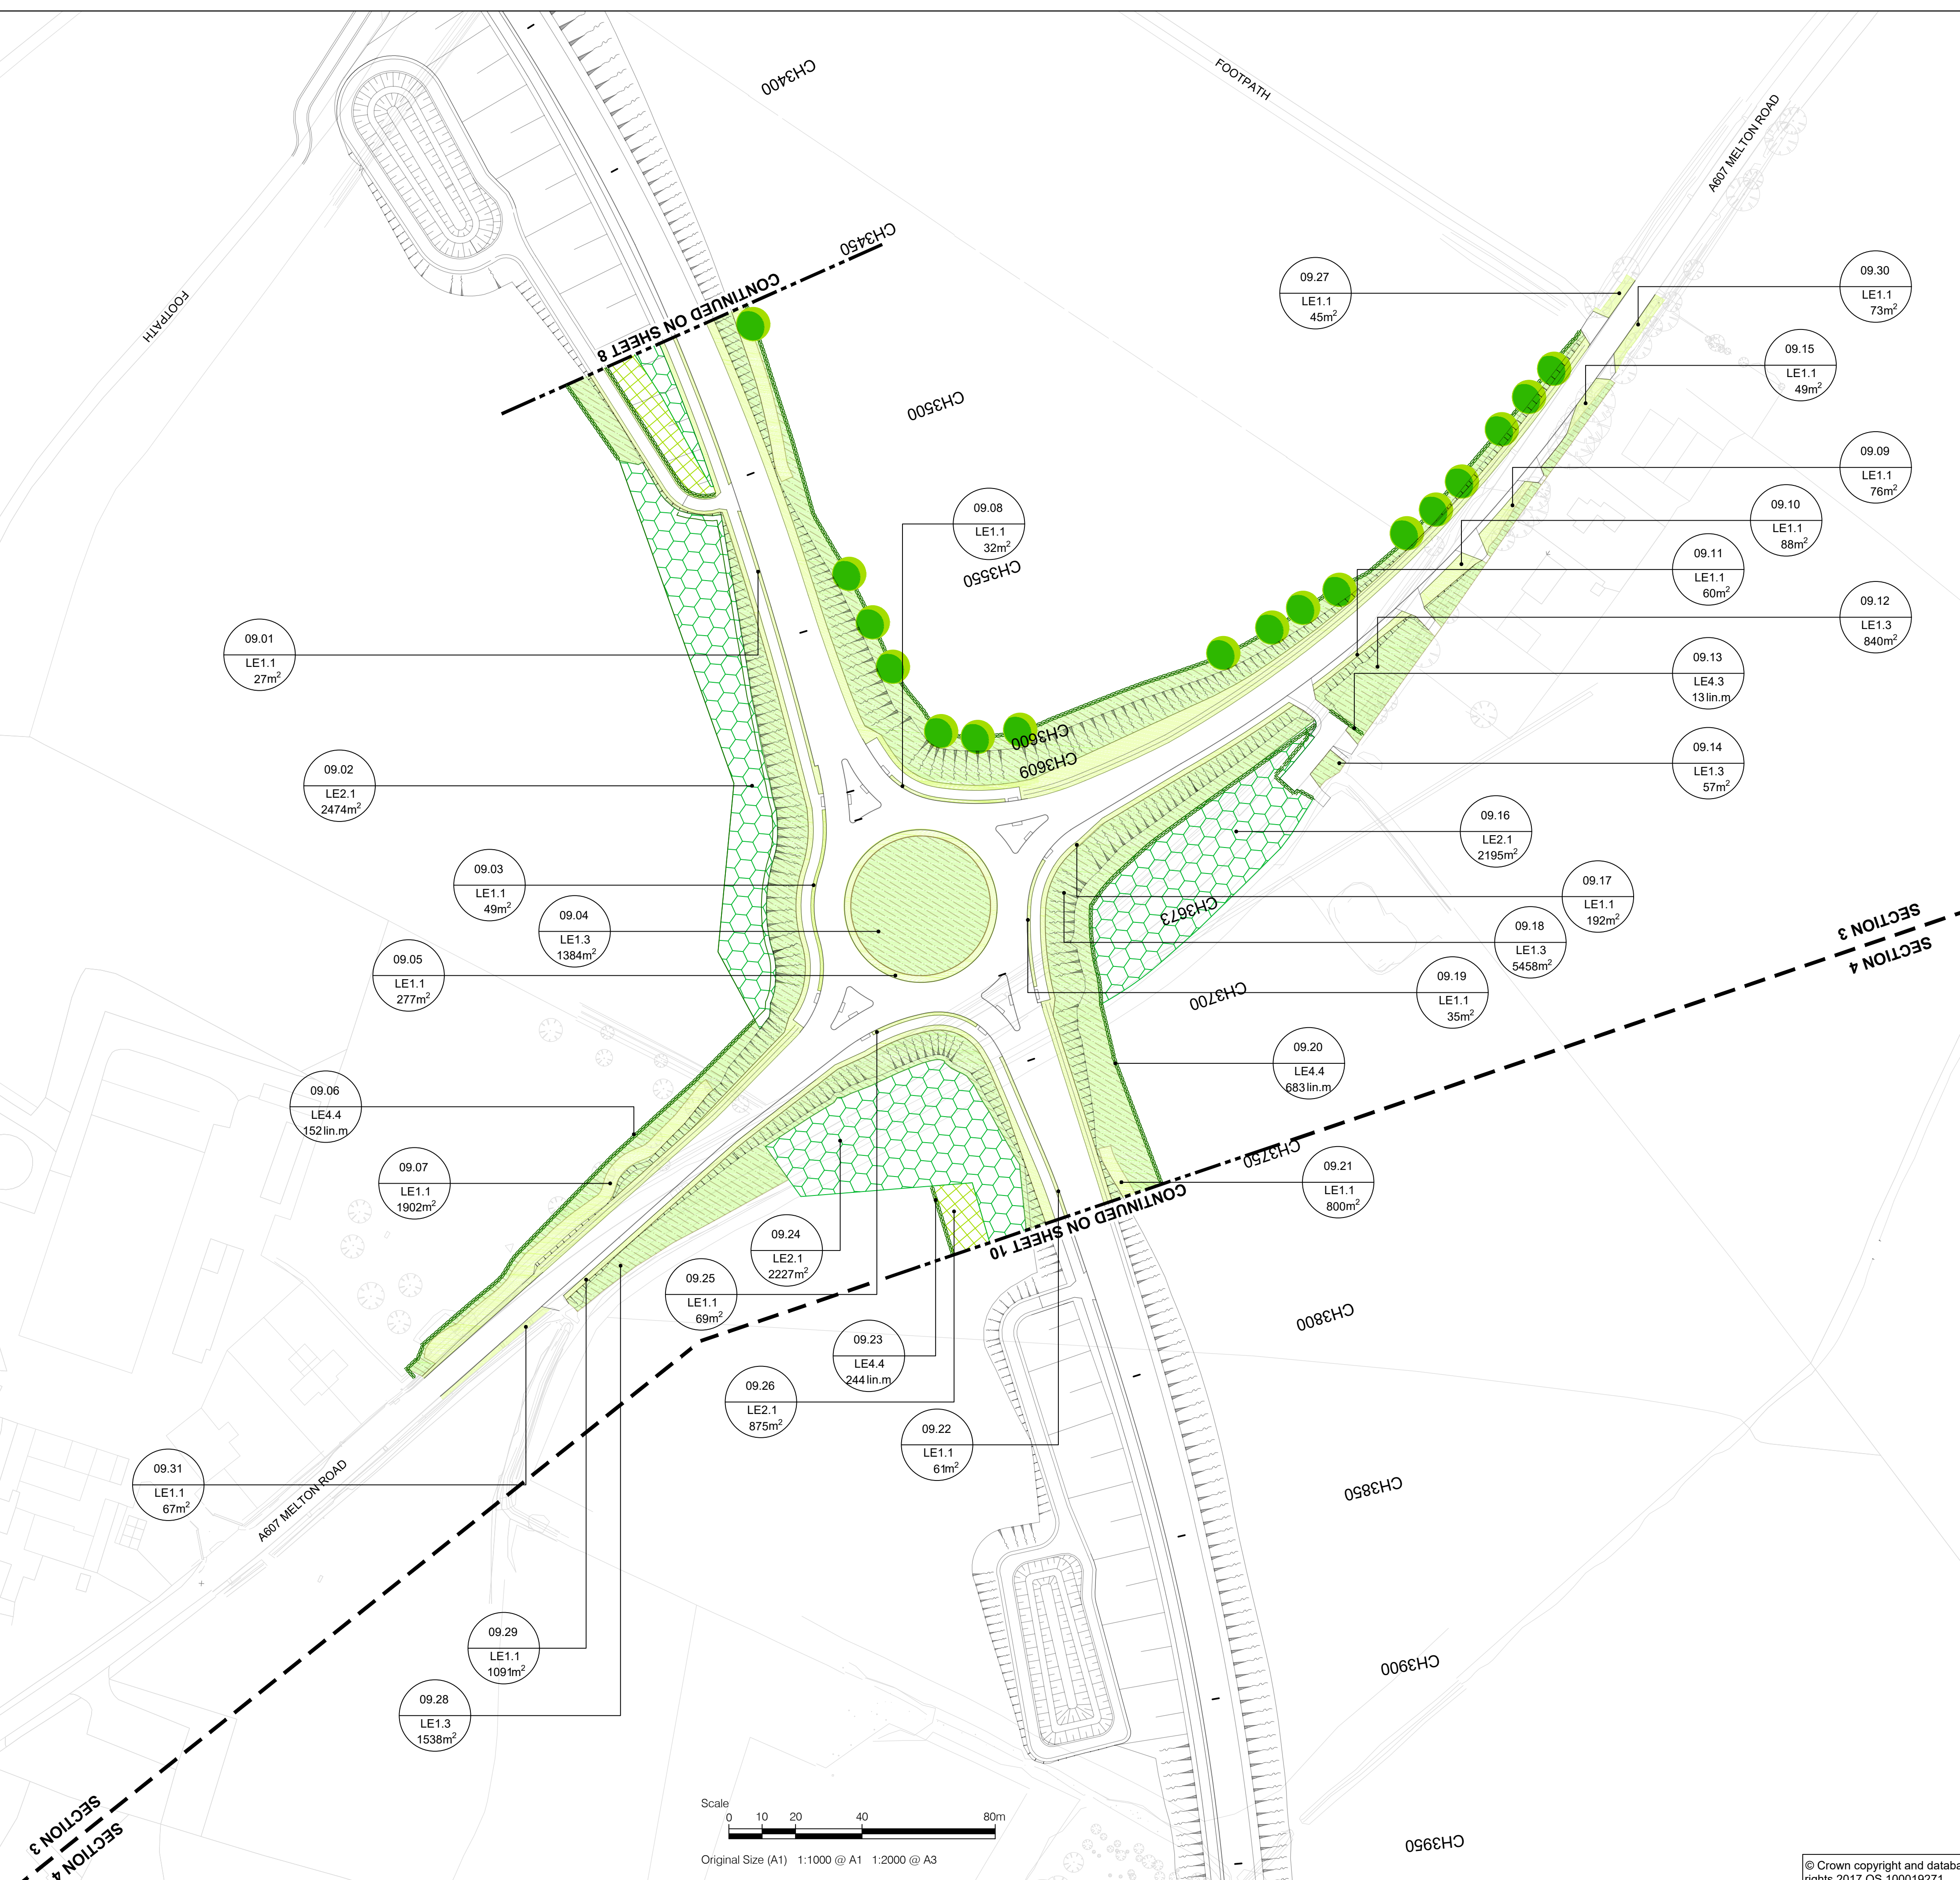 CH3400
FOOTPATH
A607 MELTON ROAD
CH3450
CONTINUED ON SHEET 8
FOOTPATH
09.27
LE1.1
45m²
09.30
LE1.1
73m²
09.15
LE1.1
49m²
CH3500
09.09
LE1.1
76m²
09.08
LE1.1
32m²
09.10
LE1.1
88m²
CH3550
09.11
LE1.1
60m²
09.12
LE1.3
840m²
09.01
LE1.1
27m²
09.13
LE4.3
13lin.m
CH3600
CH3609
09.14
LE1.3
57m²
09.02
LE2.1
2474m²
09.16
LE2.1
2195m²
09.03
LE1.1
49m²
09.17
LE1.1
192m²
CH3673
09.04
LE1.3
1384m²
09.18
LE1.3
5458m²
SECTION 3
SECTION 4
09.05
LE1.1
277m²
09.19
LE1.1
35m²
CH3700
09.20
LE4.4
683lin.m
09.06
LE4.4
152lin.m
CH3750
09.07
LE1.1
1902m²
09.21
LE1.1
800m²
CONTINUED ON SHEET 10
09.24
LE2.1
2227m²
09.25
LE1.1
69m²
CH3800
09.23
LE4.4
244lin.m
09.26
LE2.1
875m²
09.22
LE1.1
61m²
09.31
LE1.1
67m²
A607 MELTON ROAD
CH3850
09.29
LE1.1
1091m²
CH3900
09.28
LE1.3
1538m²
SECTION 3
SECTION 4
Scale
0 10 20 40 80m
Original Size (A1) 1:1000 @ A1 1:2000 @ A3
CH3950
© Crown copyright and databa
rights 2017 OS 100019271